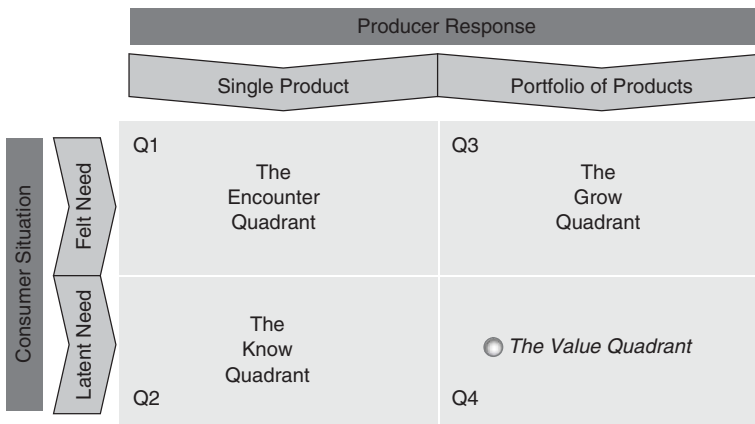 Producer Response
Single Product
Portfolio of Products
Consumer Situation
Felt Need
Latent Need
Q1
The
Encounter
Quadrant
Q3
The
Grow
Quadrant
The
Know
Quadrant
Q2
The Value Quadrant
Q4